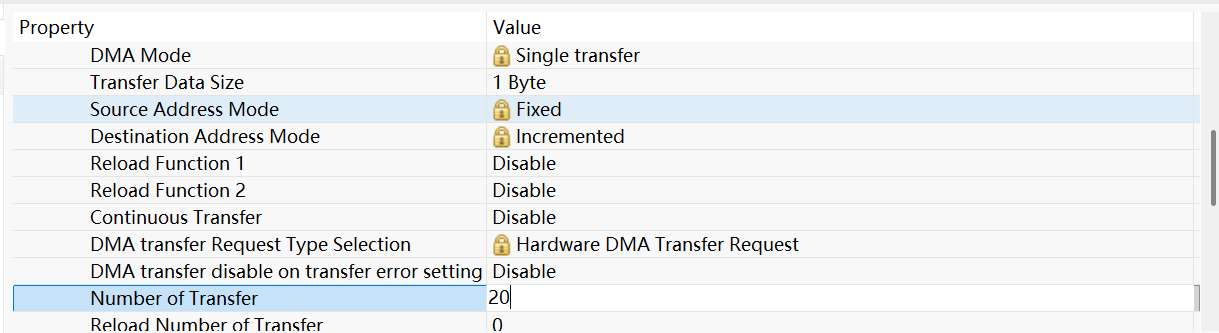 Property Value
DMA Mode Single transfer
Transfer Data Size 1 Byte
Source Address Mode Fixed
Destination Address Mode Incremented
Reload Function 1 Disable
Reload Function 2 Disable
Continuous Transfer Disable
DMA transfer Request Type Selection Hardware DMA Transfer Request
DMA transfer disable on transfer error setting Disable
Number of Transfer 20
Reload Number of Transfer 0